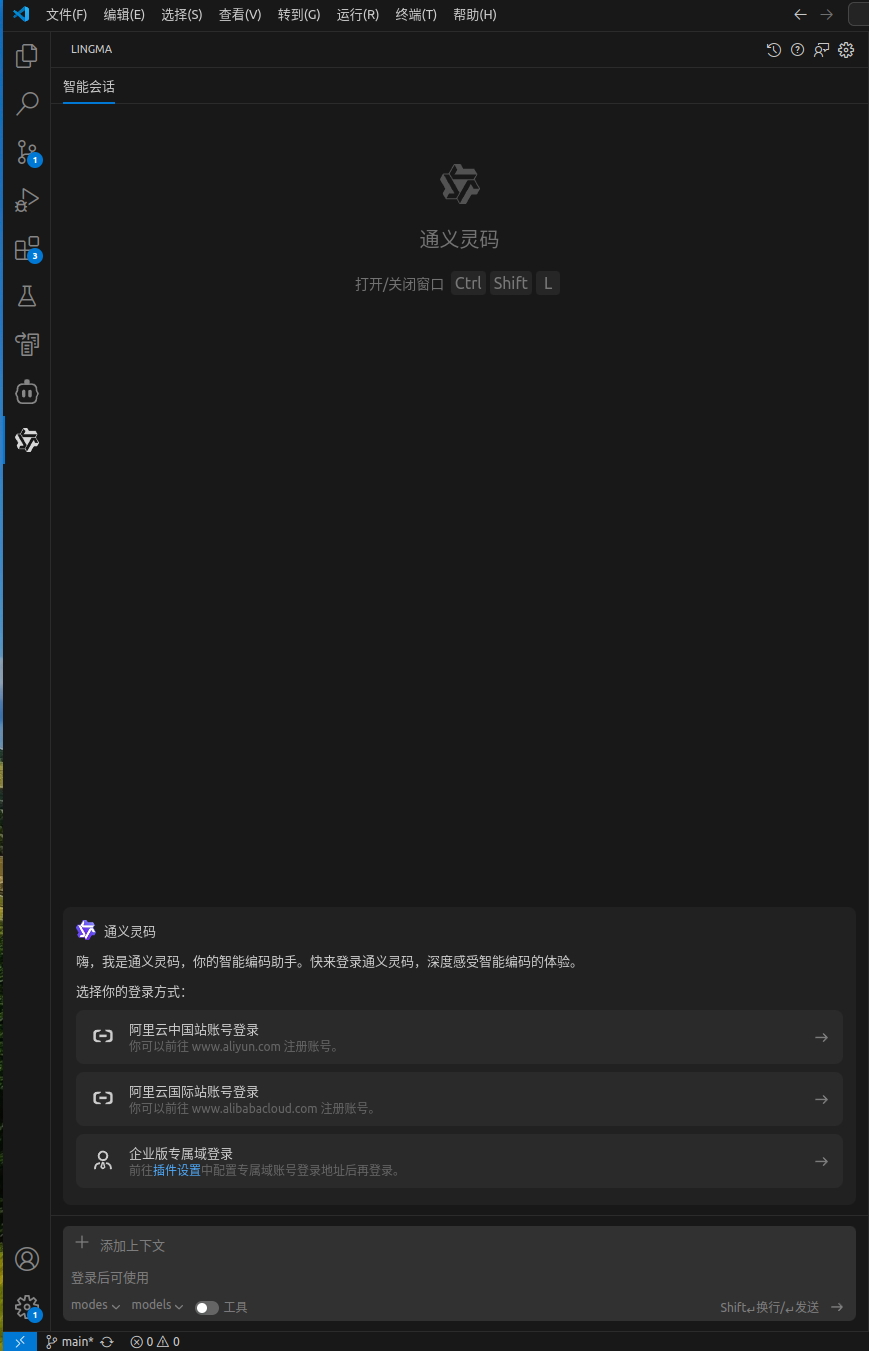 文件(F) 编辑(E) 选择(S) 查看(V) 转到(G) 运行(R) 终端(T) 帮助(H)
LINGMA
智能会话
1
3
通义灵码
打开/关闭窗口 Ctrl Shift L
通义灵码
嗨，我是通义灵码，你的智能编码助手。快来登录通义灵码，深度感受智能编码的体验。
选择你的登录方式：
阿里云中国站账号登录
你可以前往 www.aliyun.com 注册账号。
阿里云国际站账号登录
你可以前往 www.alibabacloud.com 注册账号。
企业版专属域登录
前往插件设置中配置专属域账号登录地址后再登录。
添加上下文
登录后可使用
modes models 工具 Shift↵换行/↵发送
1
main* 0 0